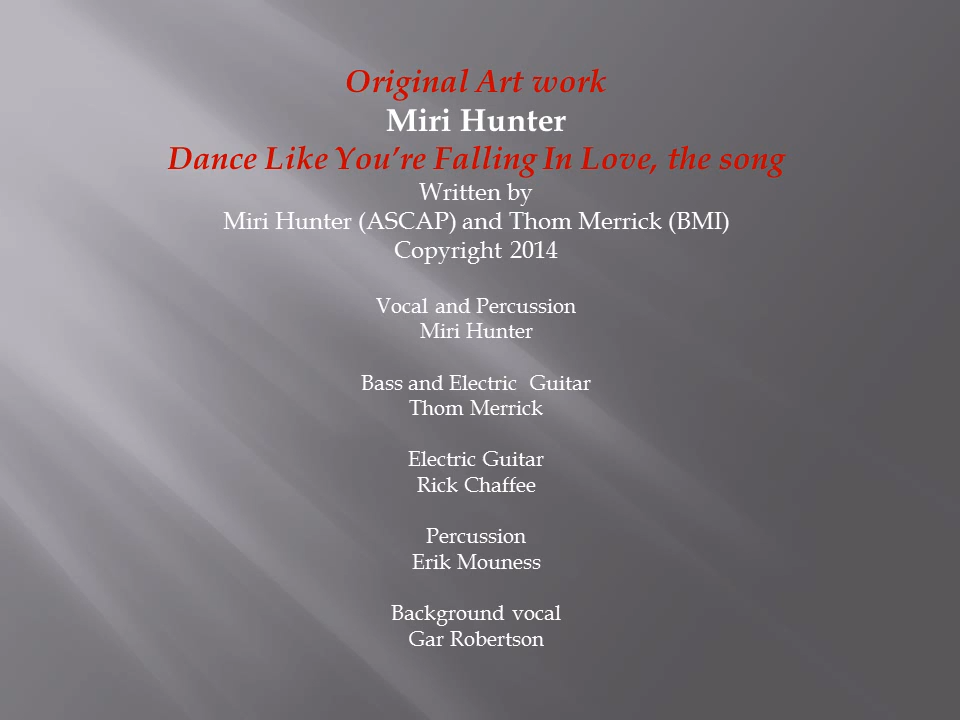 Original Art work
Miri Hunter
Dance Like You’re Falling In Love, the song
Written by
Miri Hunter (ASCAP) and Thom Merrick (BMI)
Copyright 2014
Vocal and Percussion
Miri Hunter
Bass and Electric  Guitar
Thom Merrick
Electric Guitar
Rick Chaffee
Percussion
Erik Mouness
Background vocal
Gar Robertson